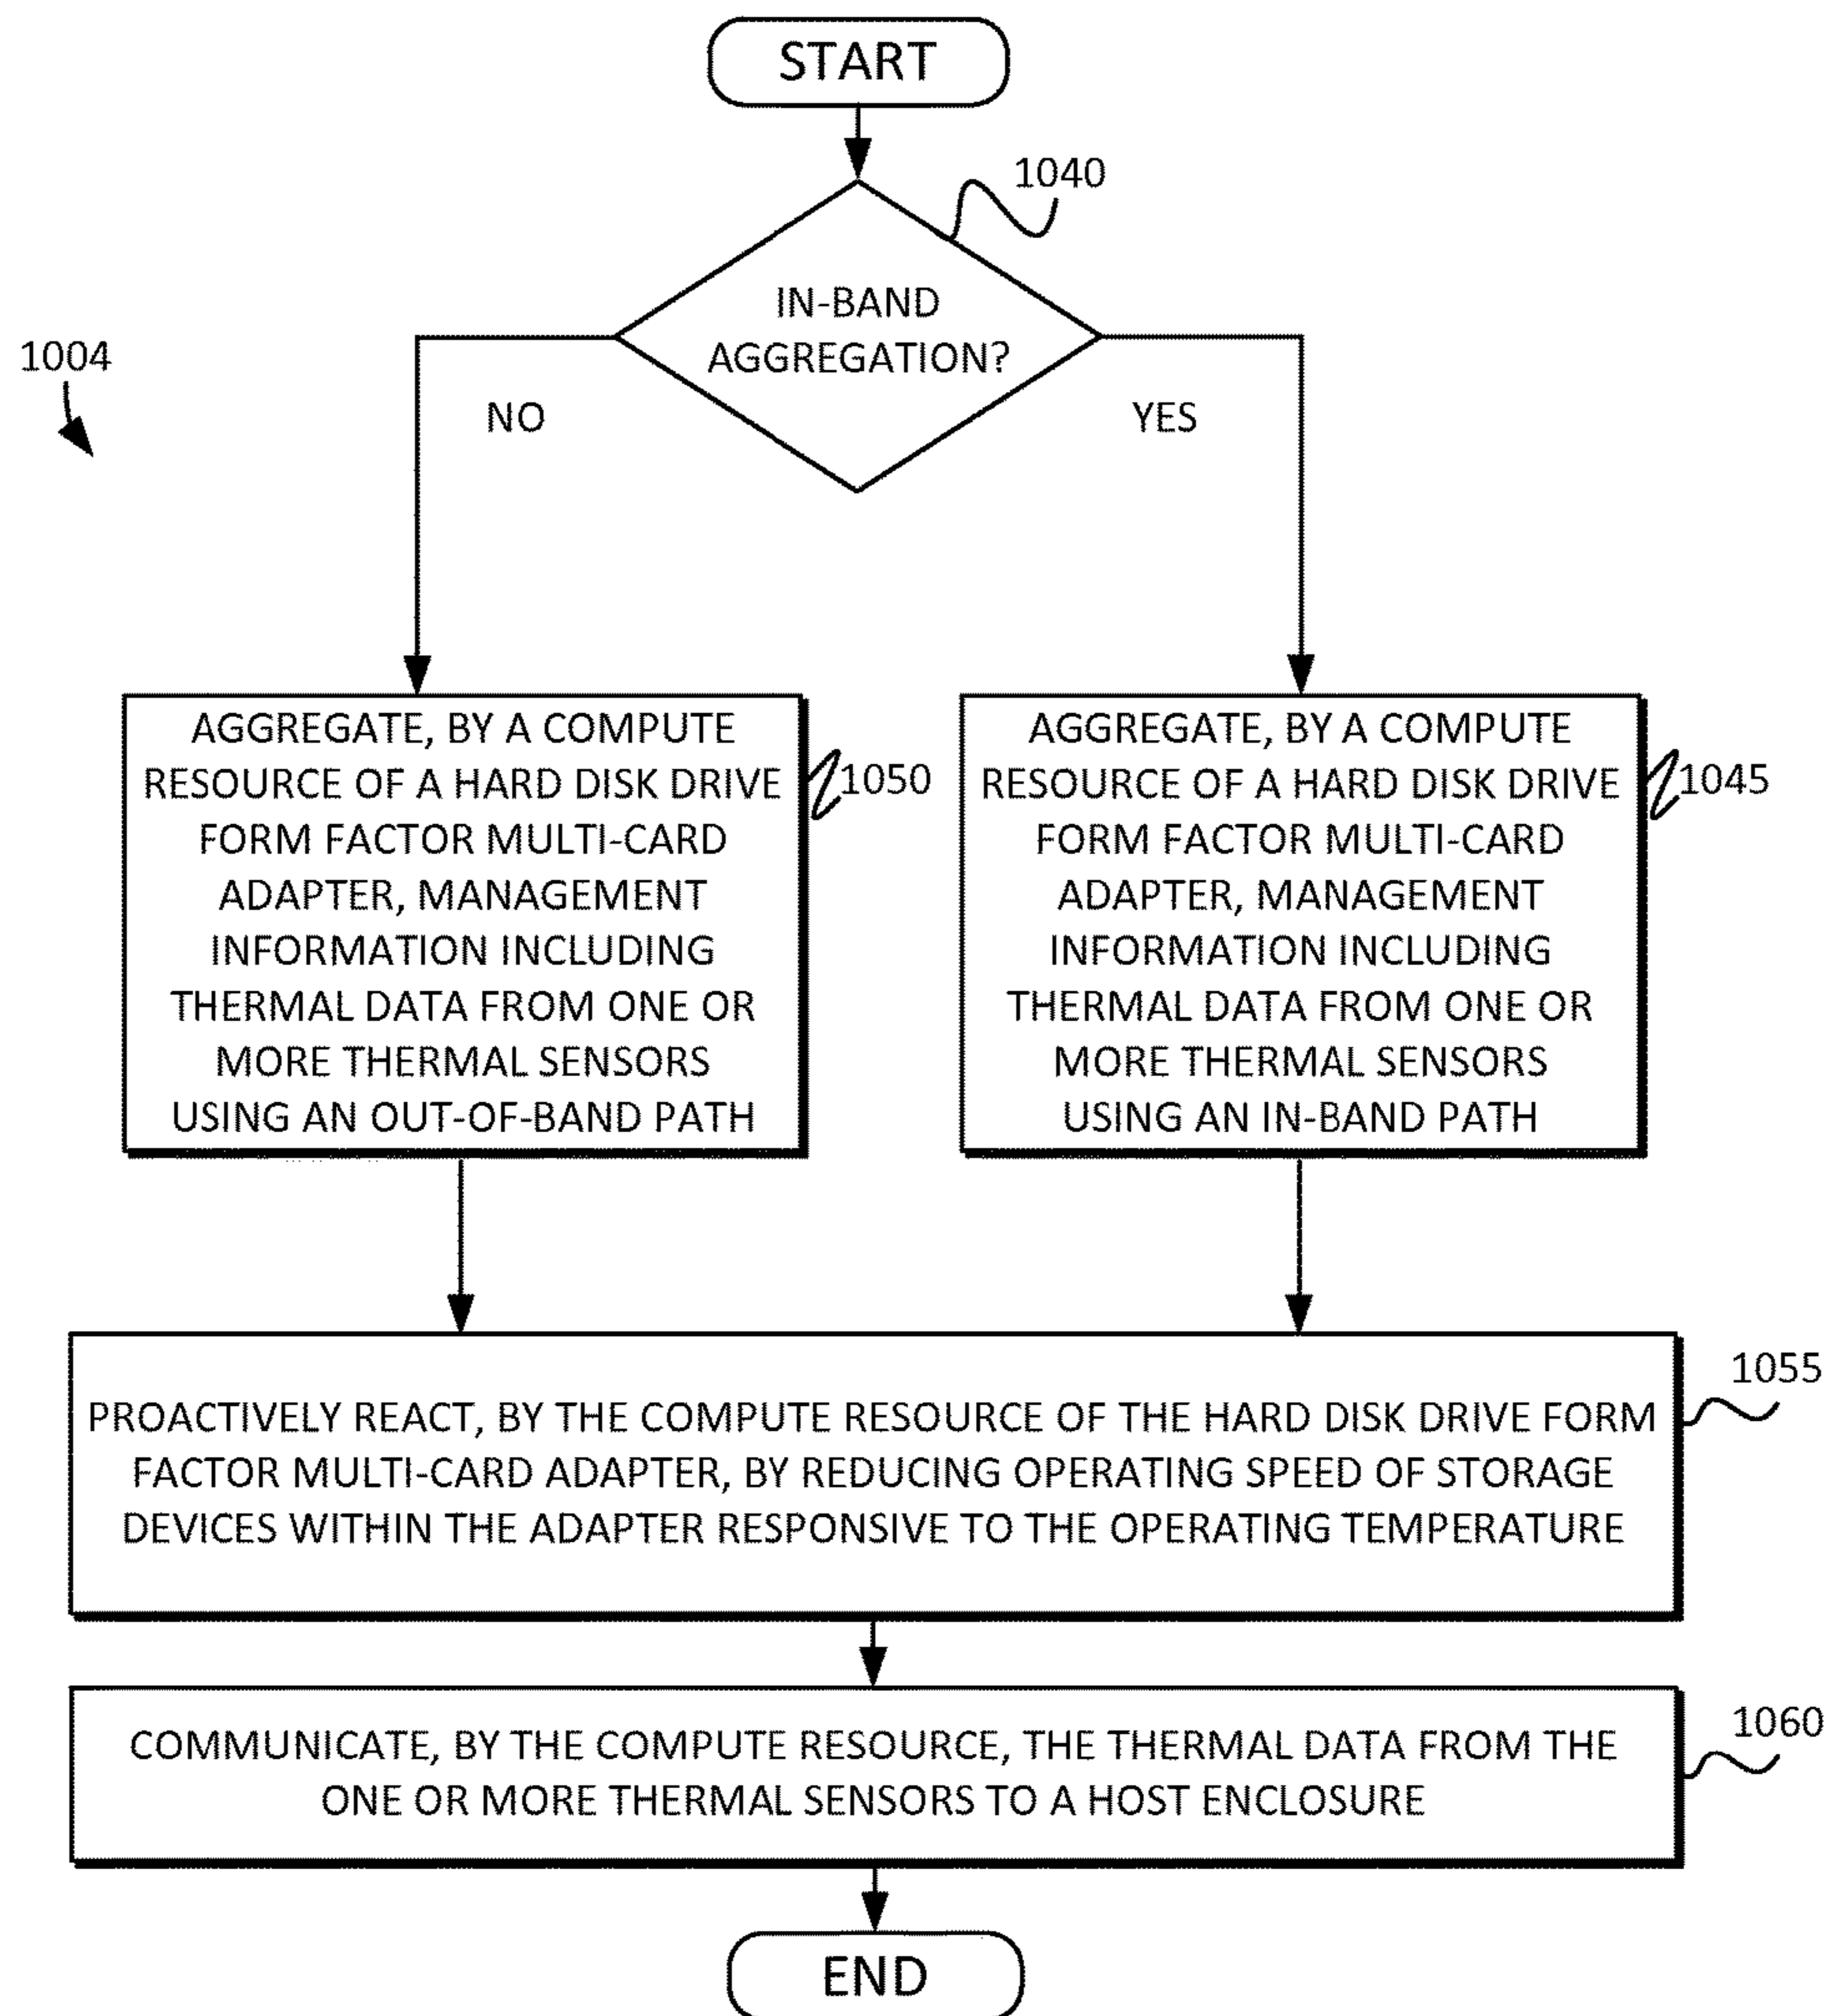 START
1040
IN-BAND
AGGREGATION?
1004
NO
YES
AGGREGATE, BY A COMPUTE
RESOURCE OF A HARD DISK DRIVE
FORM FACTOR MULTI-CARD
ADAPTER, MANAGEMENT
INFORMATION INCLUDING
THERMAL DATA FROM ONE OR
MORE THERMAL SENSORS
USING AN OUT-OF-BAND PATH
1050
AGGREGATE, BY A COMPUTE
RESOURCE OF A HARD DISK DRIVE
FORM FACTOR MULTI-CARD
ADAPTER, MANAGEMENT
INFORMATION INCLUDING
THERMAL DATA FROM ONE OR
MORE THERMAL SENSORS
USING AN IN-BAND PATH
1045
1055
PROACTIVELY REACT, BY THE COMPUTE RESOURCE OF THE HARD DISK DRIVE FORM
FACTOR MULTI-CARD ADAPTER, BY REDUCING OPERATING SPEED OF STORAGE
DEVICES WITHIN THE ADAPTER RESPONSIVE TO THE OPERATING TEMPERATURE
1060
COMMUNICATE, BY THE COMPUTE RESOURCE, THE THERMAL DATA FROM THE
ONE OR MORE THERMAL SENSORS TO A HOST ENCLOSURE
END